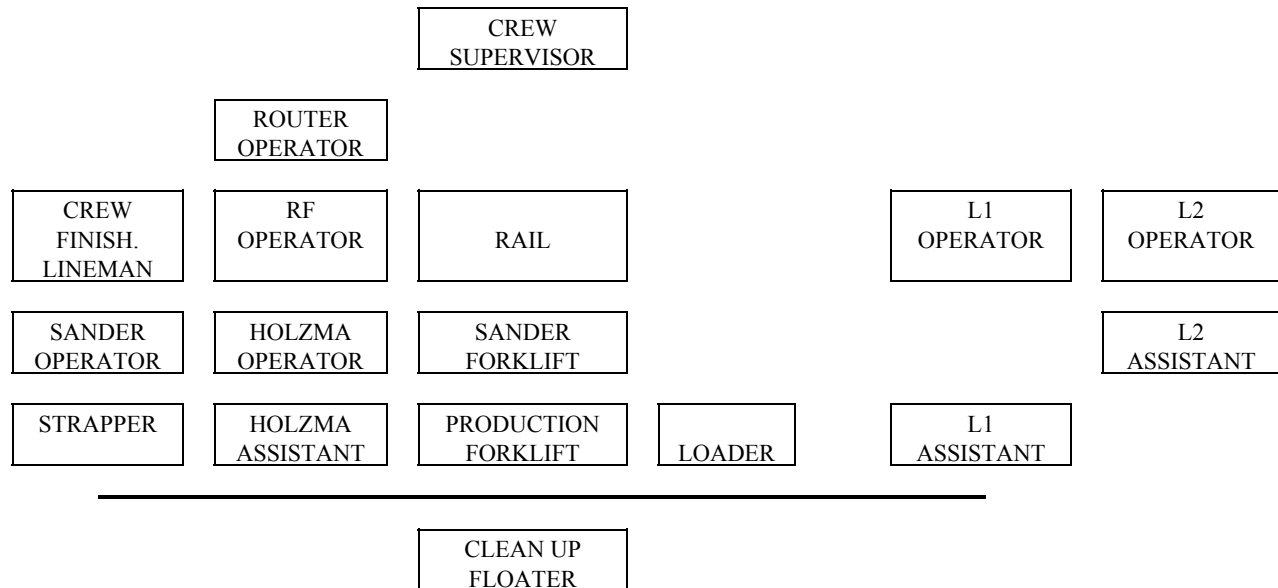 CREW
SUPERVISOR
ROUTER
OPERATOR
CREW
FINISH.
LINEMAN
RF
OPERATOR
RAIL
L1
OPERATOR
L2
OPERATOR
SANDER
OPERATOR
HOLZMA
OPERATOR
SANDER
FORKLIFT
L2
ASSISTANT
STRAPPER
HOLZMA
ASSISTANT
PRODUCTION
FORKLIFT
LOADER
L1
ASSISTANT
CLEAN UP
FLOATER